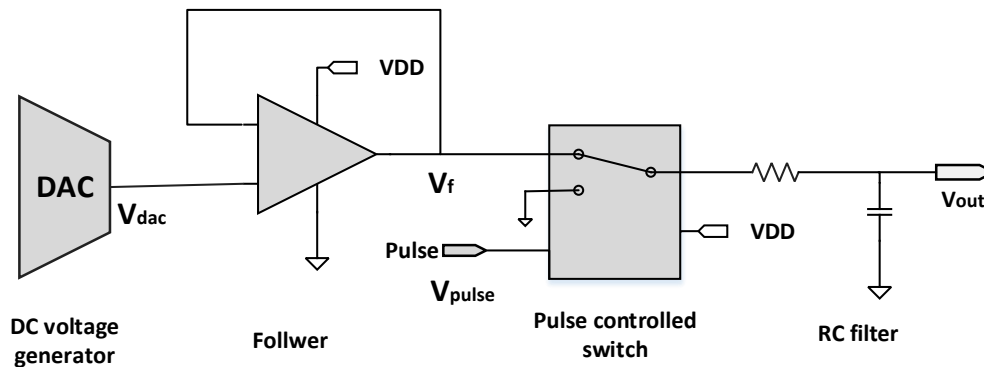 VDD
DAC
Vdac
Vf
Pulse
Vpulse
VDD
Vout
DC voltage
generator
Follwer
Pulse controlled
switch
RC filter